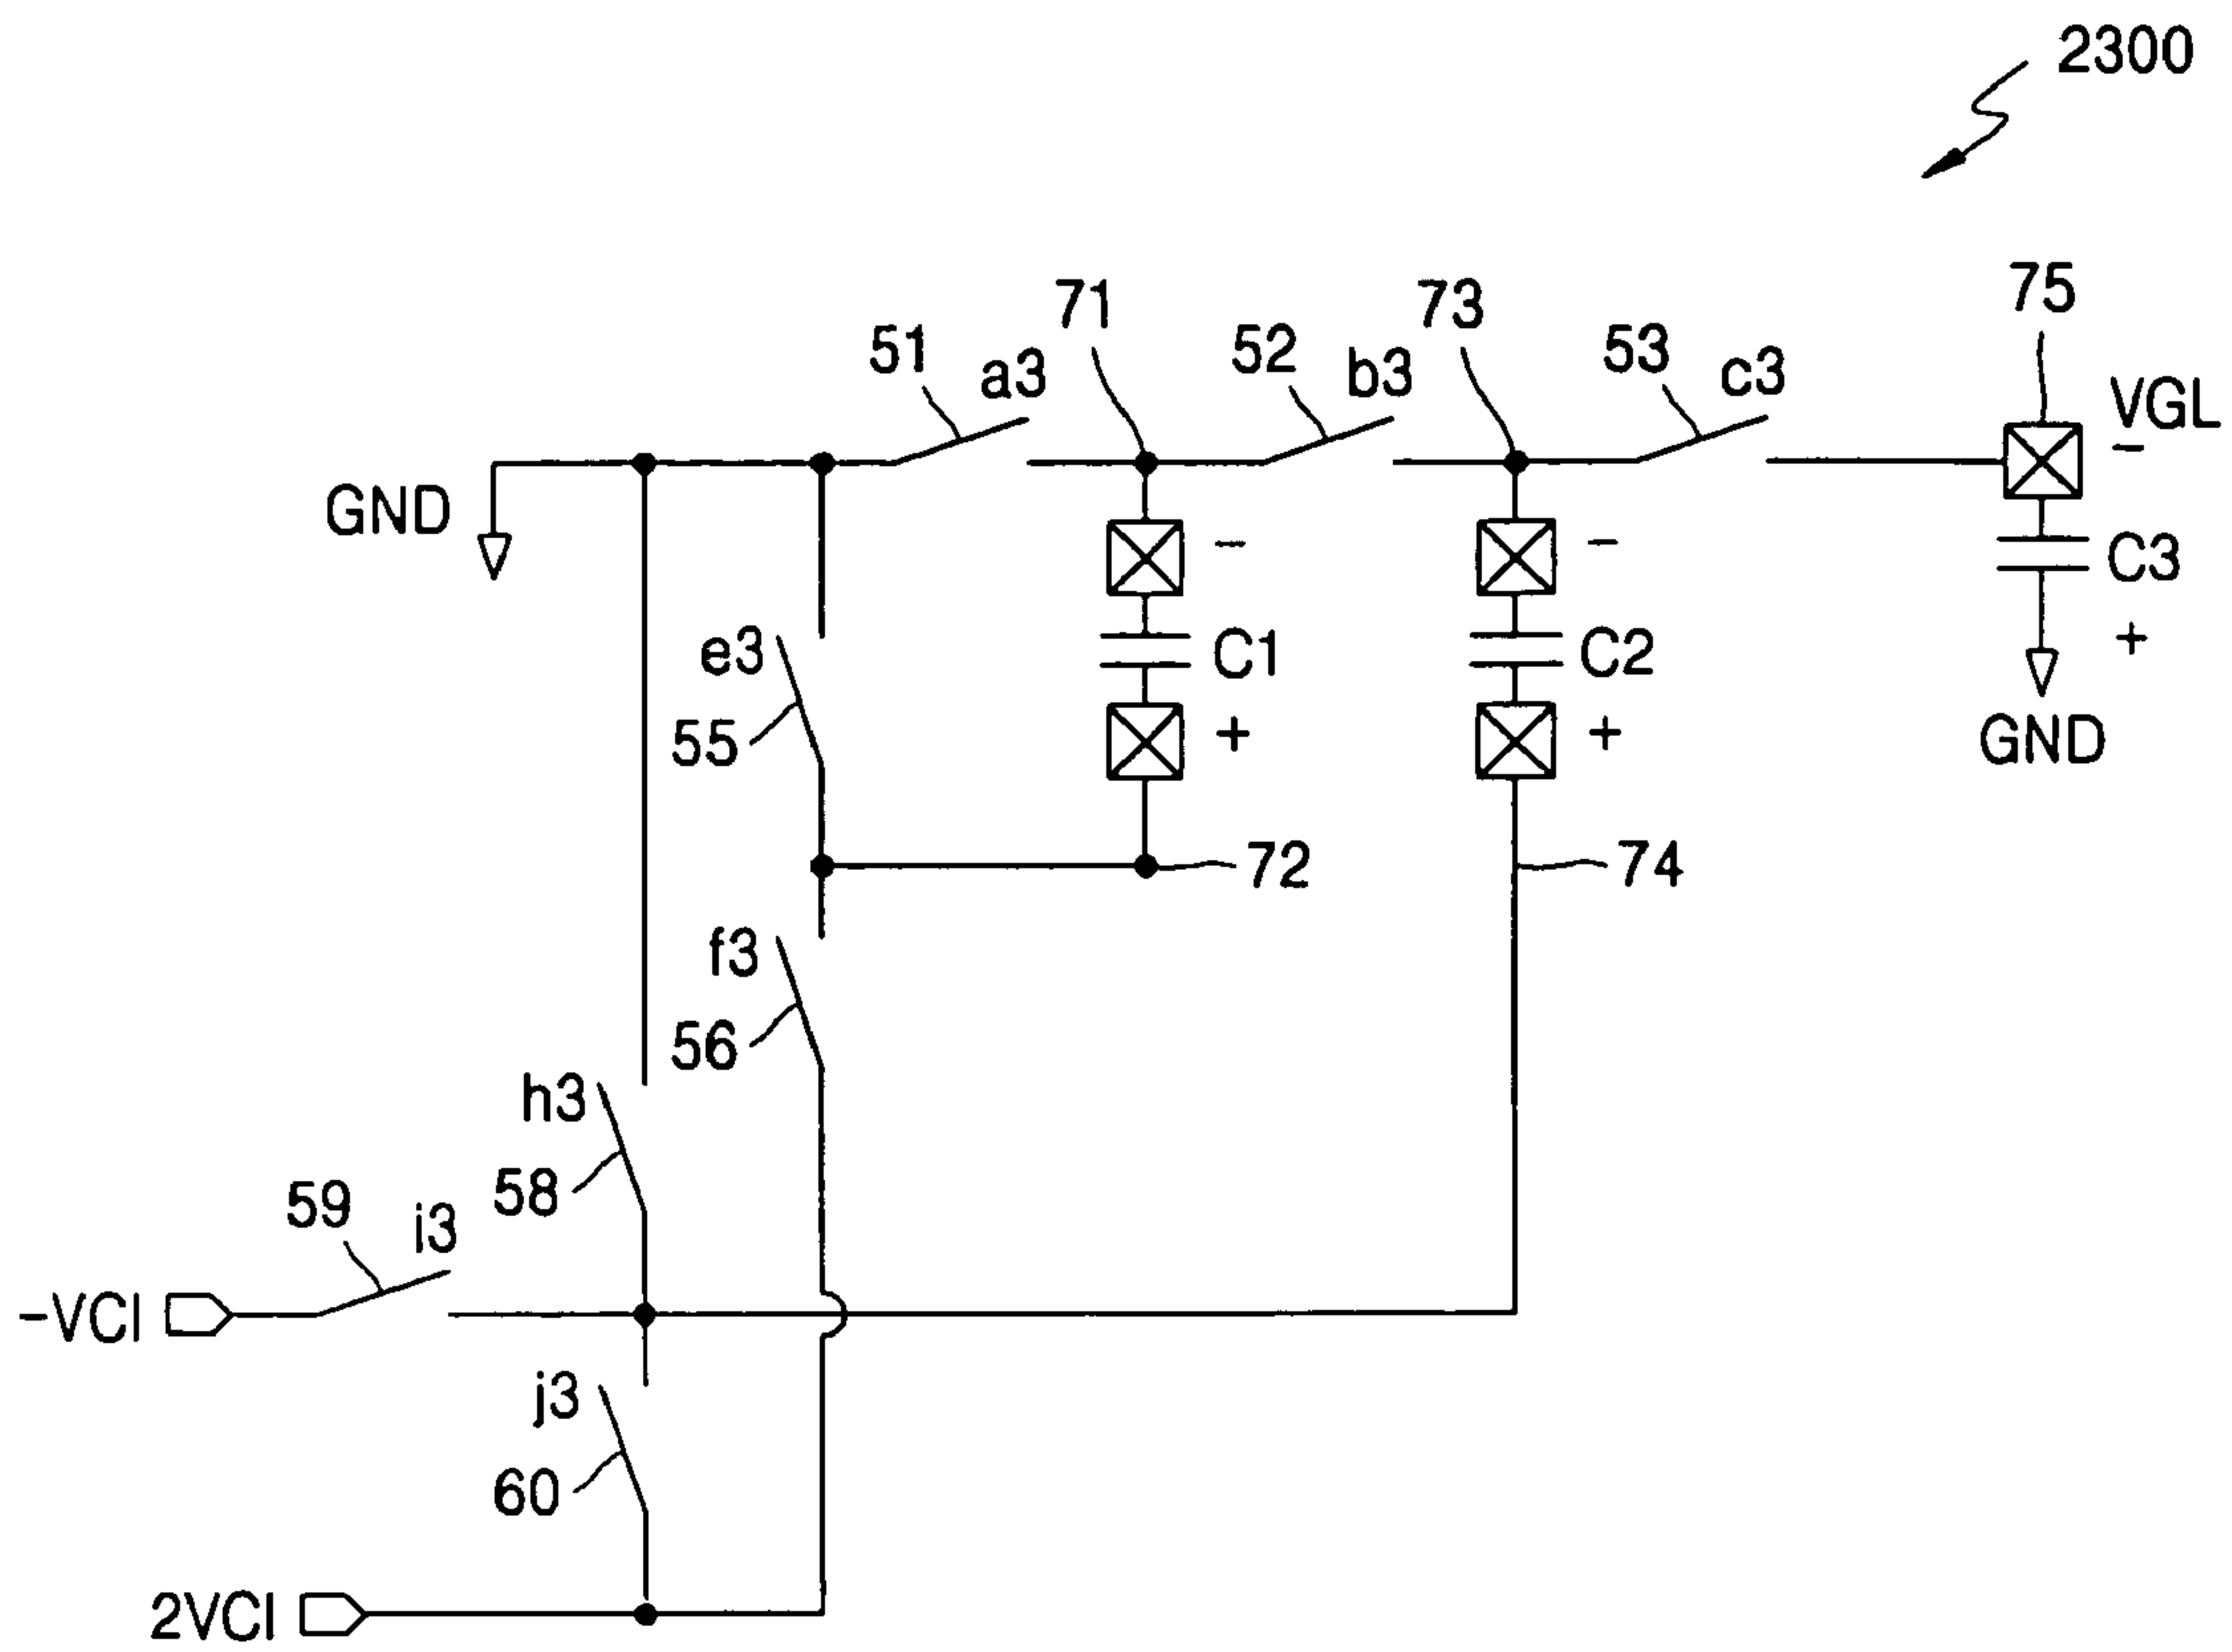 2300
75
71
73
51
a3
52
b3
53
c3
VGL
-
GND
-
-
C3
+
e3
C1
C2
55
+
+
GND
72
74
f3
56
h3
58
59
i3
-VCI
j3
60
2VCI